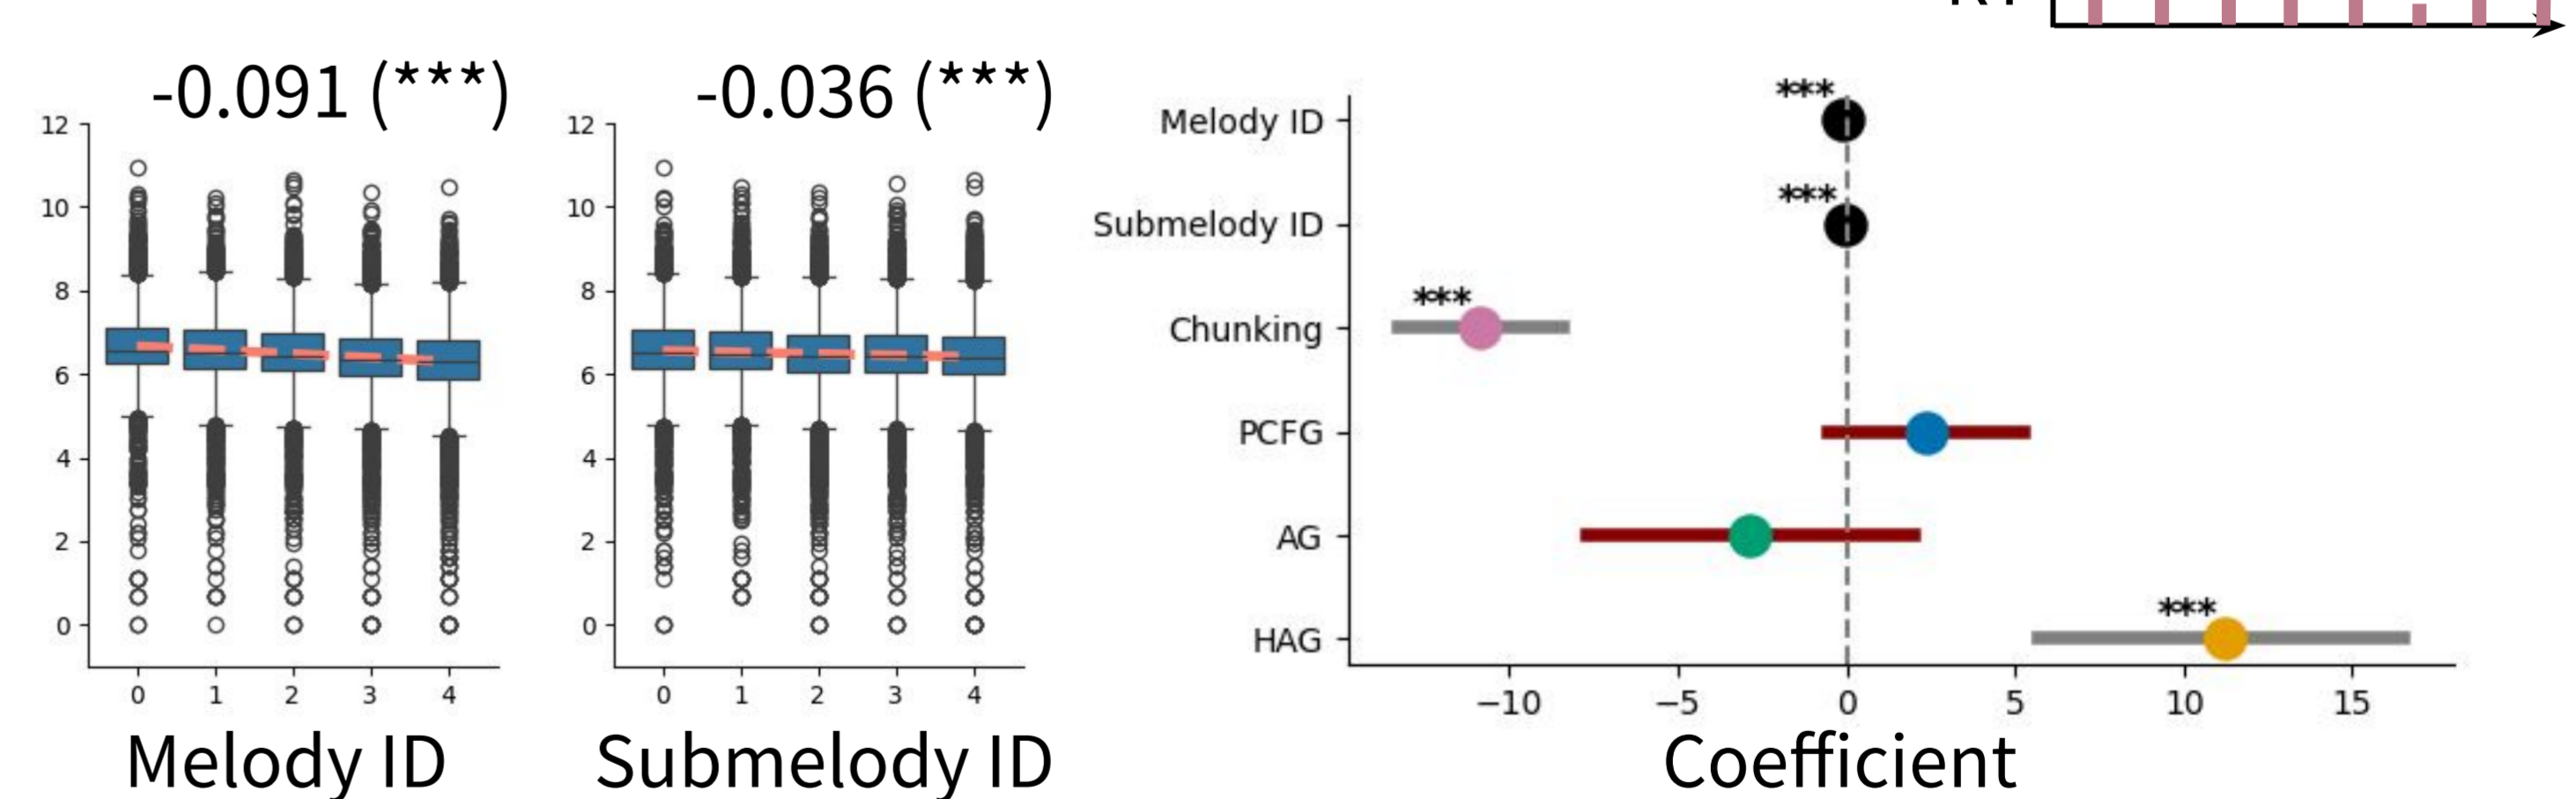 -0.091 (***)
12
10
8
6
4
2
0
0 1 2 3 4
Melody ID
-0.036 (***)
12
10
8
6
4
2
0
0 1 2 3 4
Submelody ID
Melody ID ***
Submelody ID ***
Chunking ***
PCFG
AG
HAG ***
−10 −5 0 5 10 15
Coefficient